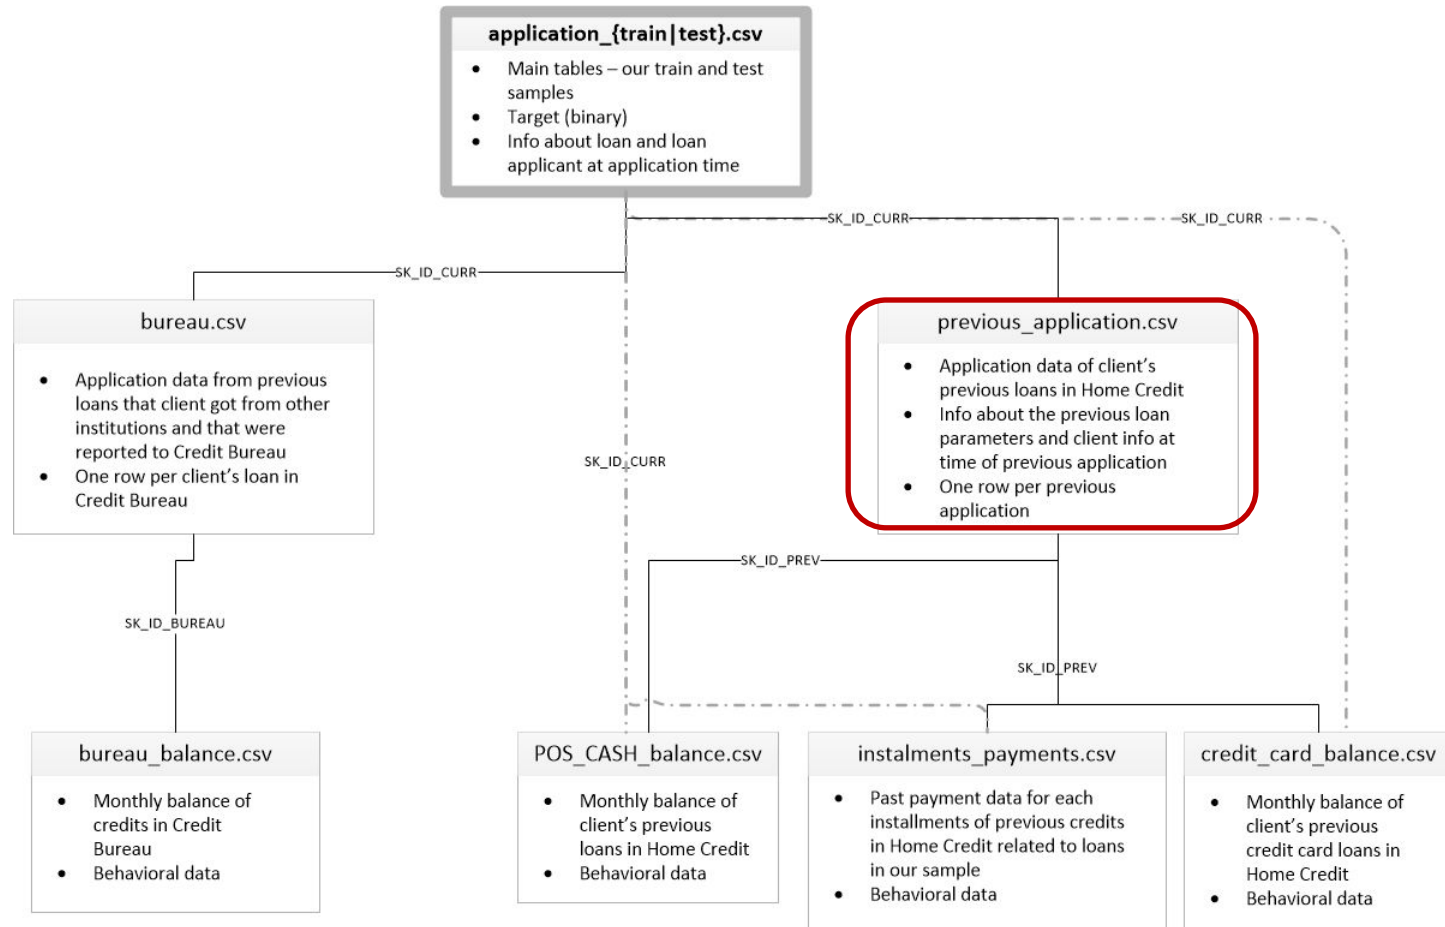 application_{train|test}.csv
• Main tables – our train and test
samples
• Target (binary)
• Info about loan and loan
applicant at application time
SK_ID_CURR
SK_ID_CURR
SK_ID_CURR
bureau.csv
• Application data from previous
loans that client got from other
institutions and that were
reported to Credit Bureau
• One row per client's loan in
Credit Bureau
previous_application.csv
• Application data of client's
previous loans in Home Credit
• Info about the previous loan
parameters and client info at
time of previous application
• One row per previous
application
SK_ID_CURR
SK_ID_PREV
SK_ID_BUREAU
SK_ID_PREV
bureau_balance.csv
• Monthly balance of
credits in Credit
Bureau
• Behavioral data
POS_CASH_balance.csv
• Monthly balance of
client's previous
loans in Home Credit
• Behavioral data
instalments_payments.csv
• Past payment data for each
installments of previous credits
in Home Credit related to loans
in our sample
• Behavioral data
credit_card_balance.csv
• Monthly balance of
client's previous
credit card loans in
Home Credit
• Behavioral data